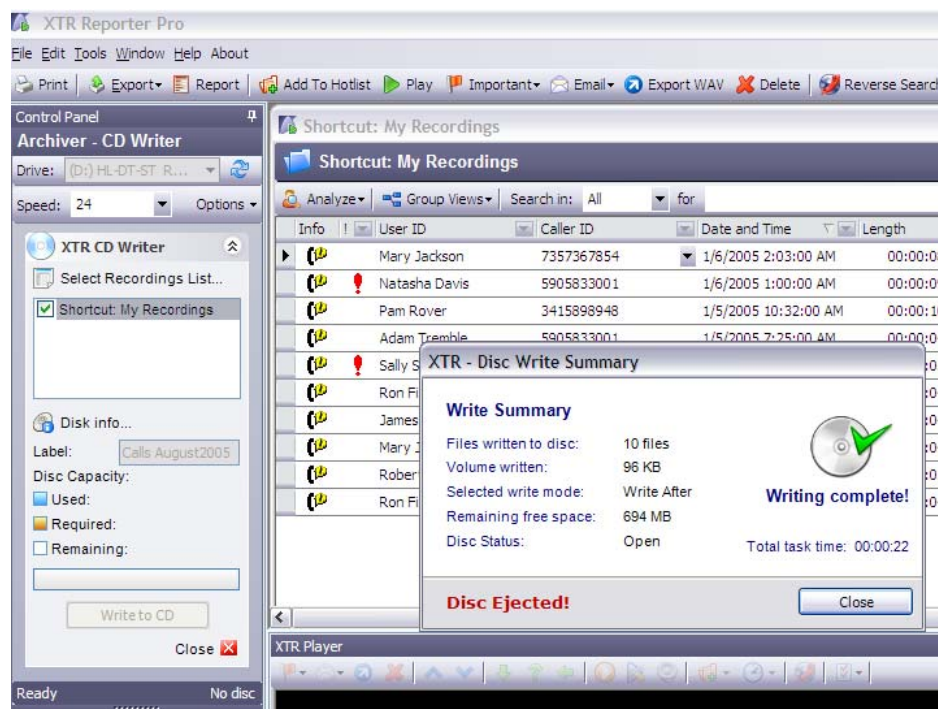 XTR Reporter Pro
File Edit Tools Window Help About
Print Export Report Add To Hotlist Play Important Email Export WAV Delete Reverse Search
Control Panel
Archiver - CD Writer
Drive: (D:) HL-DT-ST R...
Speed: 24 Options
XTR CD Writer
Select Recordings List...
Shortcut: My Recordings
Disk info...
Label: Calls August2005
Disc Capacity:
Used:
Required:
Remaining:
Write to CD
Close
Ready No disc
Shortcut: My Recordings
Shortcut: My Recordings
Analyze Group Views Search in: All for
Info ! User ID Caller ID Date and Time Length
Mary Jackson 7357367854 1/6/2005 2:03:00 AM
Natasha Davis 5905833001 1/6/2005 1:00:00 AM
Pam Rover 3415898948 1/5/2005 10:32:00 AM
Adam Tremble 5905833001 1/5/2005 7:25:00 AM
Sally
Ron
James
Mary
Ron
XTR - Disc Write Summary
Write Summary
Files written to disc: 10 files
Volume written: 96 KB
Selected write mode: Write After
Remaining free space: 694 MB
Disc Status: Open
Writing complete!
Total task time: 00:00:22
Disc Ejected!
Close
XTR Player